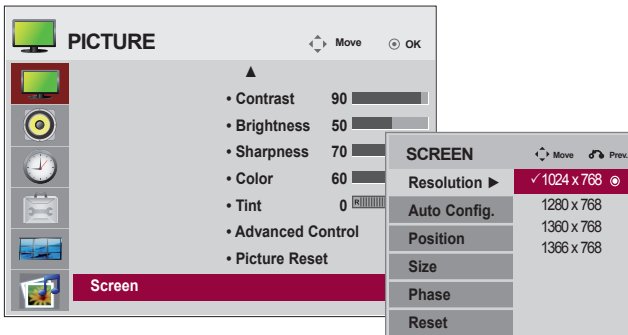 PICTURE Move OK
• Contrast 90
• Brightness 50
• Sharpness 70
• Color 60
• Tint 0 R
• Advanced Control
• Picture Reset
Screen
SCREEN Move Prev.
Resolution ► ✓1024 x 768
Auto Config. 1280 x 768
1360 x 768
Position 1366 x 768
Size
Phase
Reset